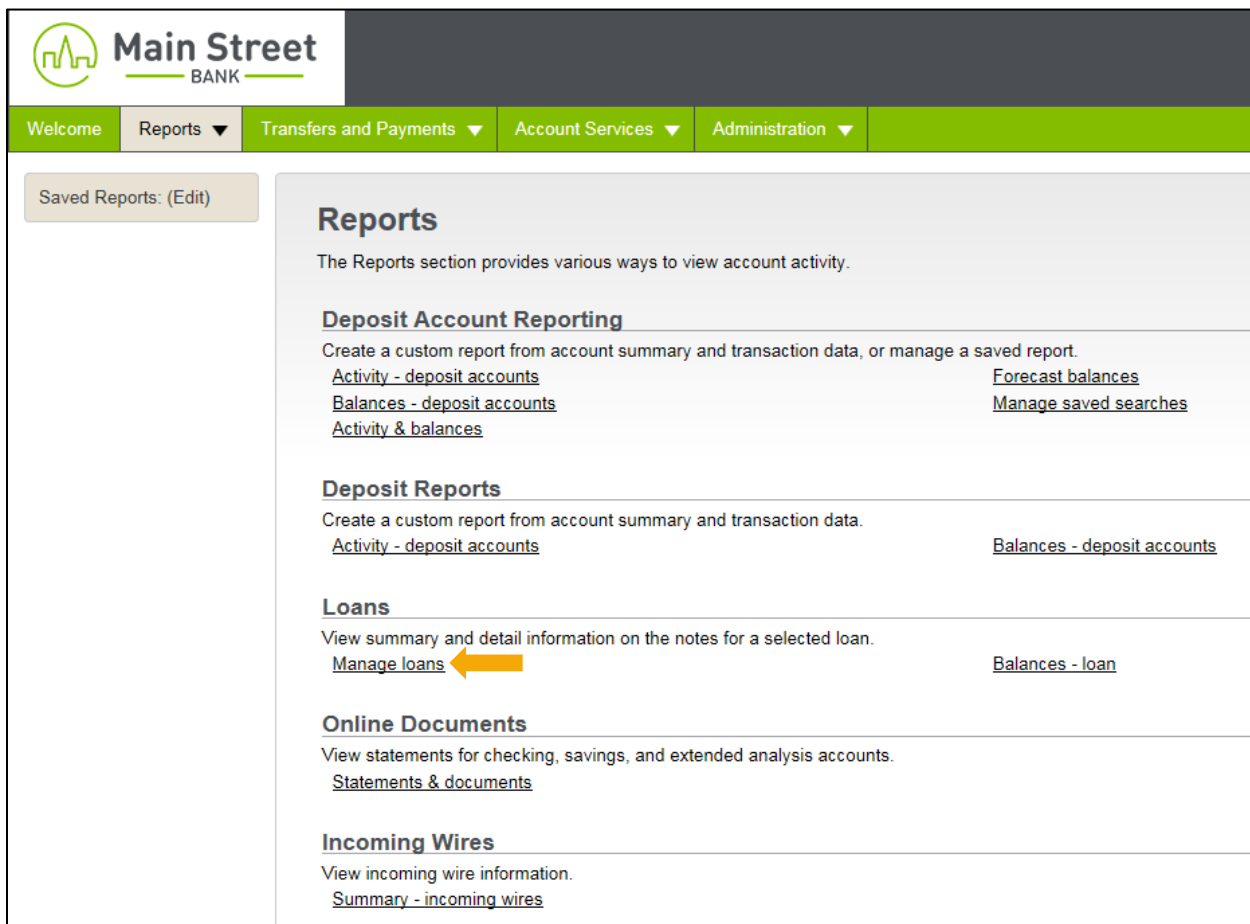 Main Street
BANK
Welcome Reports Transfers and Payments Account Services Administration
Saved Reports: (Edit)
Reports
The Reports section provides various ways to view account activity.
Deposit Account Reporting
Create a custom report from account summary and transaction data, or manage a saved report.
Activity - deposit accounts Forecast balances
Balances - deposit accounts Manage saved searches
Activity & balances
Deposit Reports
Create a custom report from account summary and transaction data.
Activity - deposit accounts Balances - deposit accounts
Loans
View summary and detail information on the notes for a selected loan.
Manage loans Balances - loan
Online Documents
View statements for checking, savings, and extended analysis accounts.
Statements & documents
Incoming Wires
View incoming wire information.
Summary - incoming wires